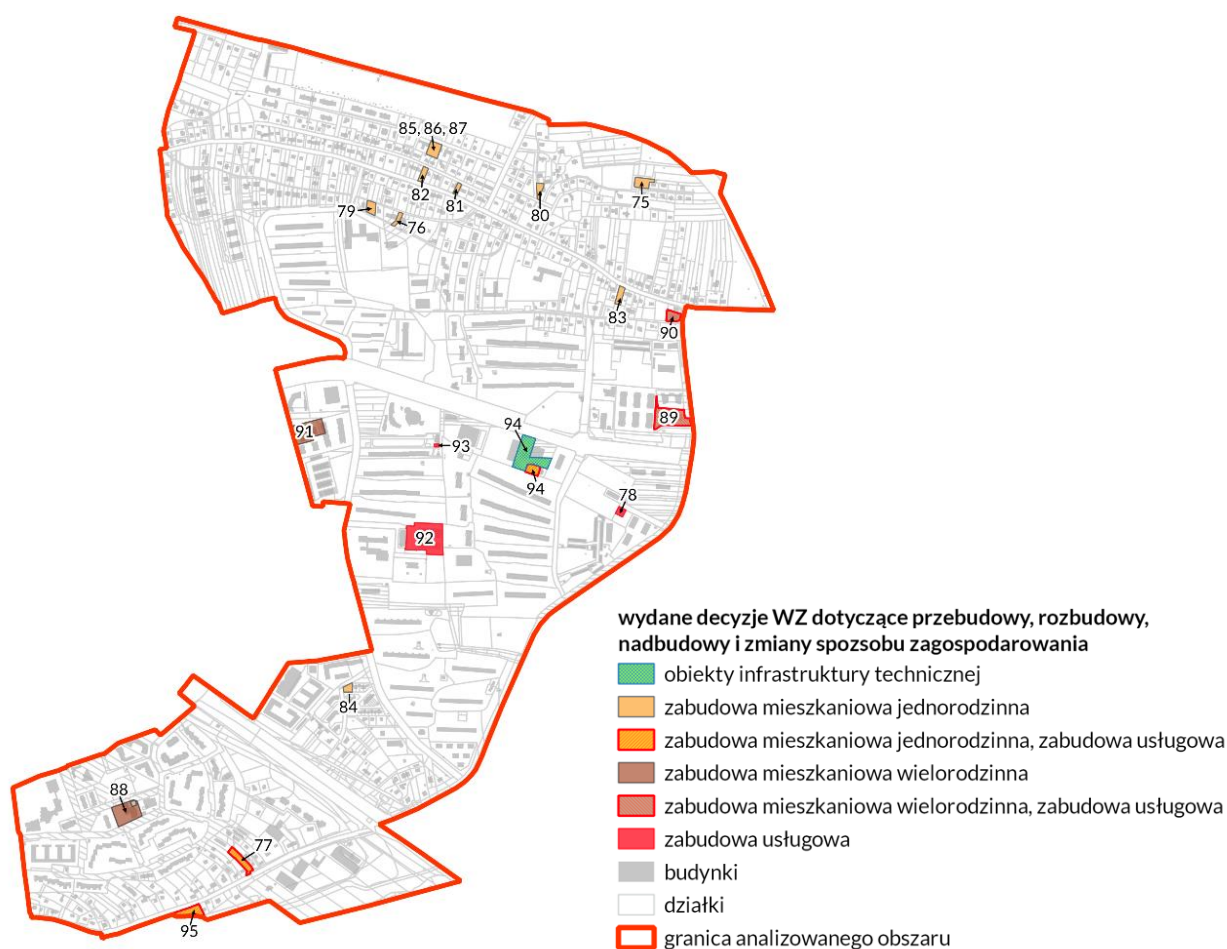 85, 86, 87
82
81
80
75
79
76
83
90
89
91
93
94
94
78
92
84
88
77
95
wydane decyzje WZ dotyczące przebudowy, rozbudowy,
nadbudowy i zmiany spozsobu zagospodarowania
obiekty infrastruktury technicznej
zabudowa mieszkaniowa jednorodzinna
zabudowa mieszkaniowa jednorodzinna, zabudowa usługowa
zabudowa mieszkaniowa wielorodzinna
zabudowa mieszkaniowa wielorodzinna, zabudowa usługowa
zabudowa usługowa
budynki
działki
granica analizowanego obszaru